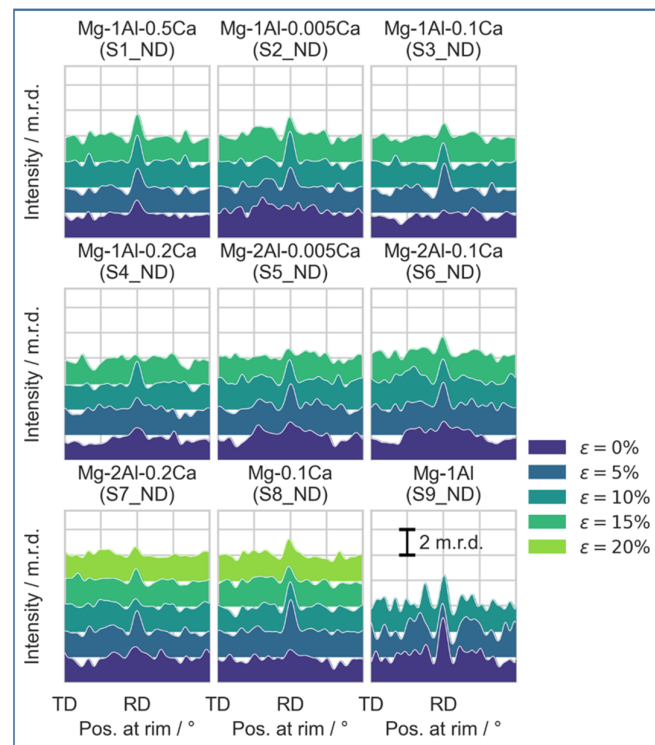 Mg-1Al-0.5Ca
(S1_ND)
Mg-1Al-0.005Ca
(S2_ND)
Mg-1Al-0.1Ca
(S3_ND)
Intensity / m.r.d.
Mg-1Al-0.2Ca
(S4_ND)
Mg-2Al-0.005Ca
(S5_ND)
Mg-2Al-0.1Ca
(S6_ND)
Intensity / m.r.d.
ε = 0%
ε = 5%
ε = 10%
ε = 15%
ε = 20%
Mg-2Al-0.2Ca
(S7_ND)
Mg-0.1Ca
(S8_ND)
Mg-1Al
(S9_ND)
Intensity / m.r.d.
2 m.r.d.
TD RD TD RD TD RD
Pos. at rim / ° Pos. at rim / ° Pos. at rim / °